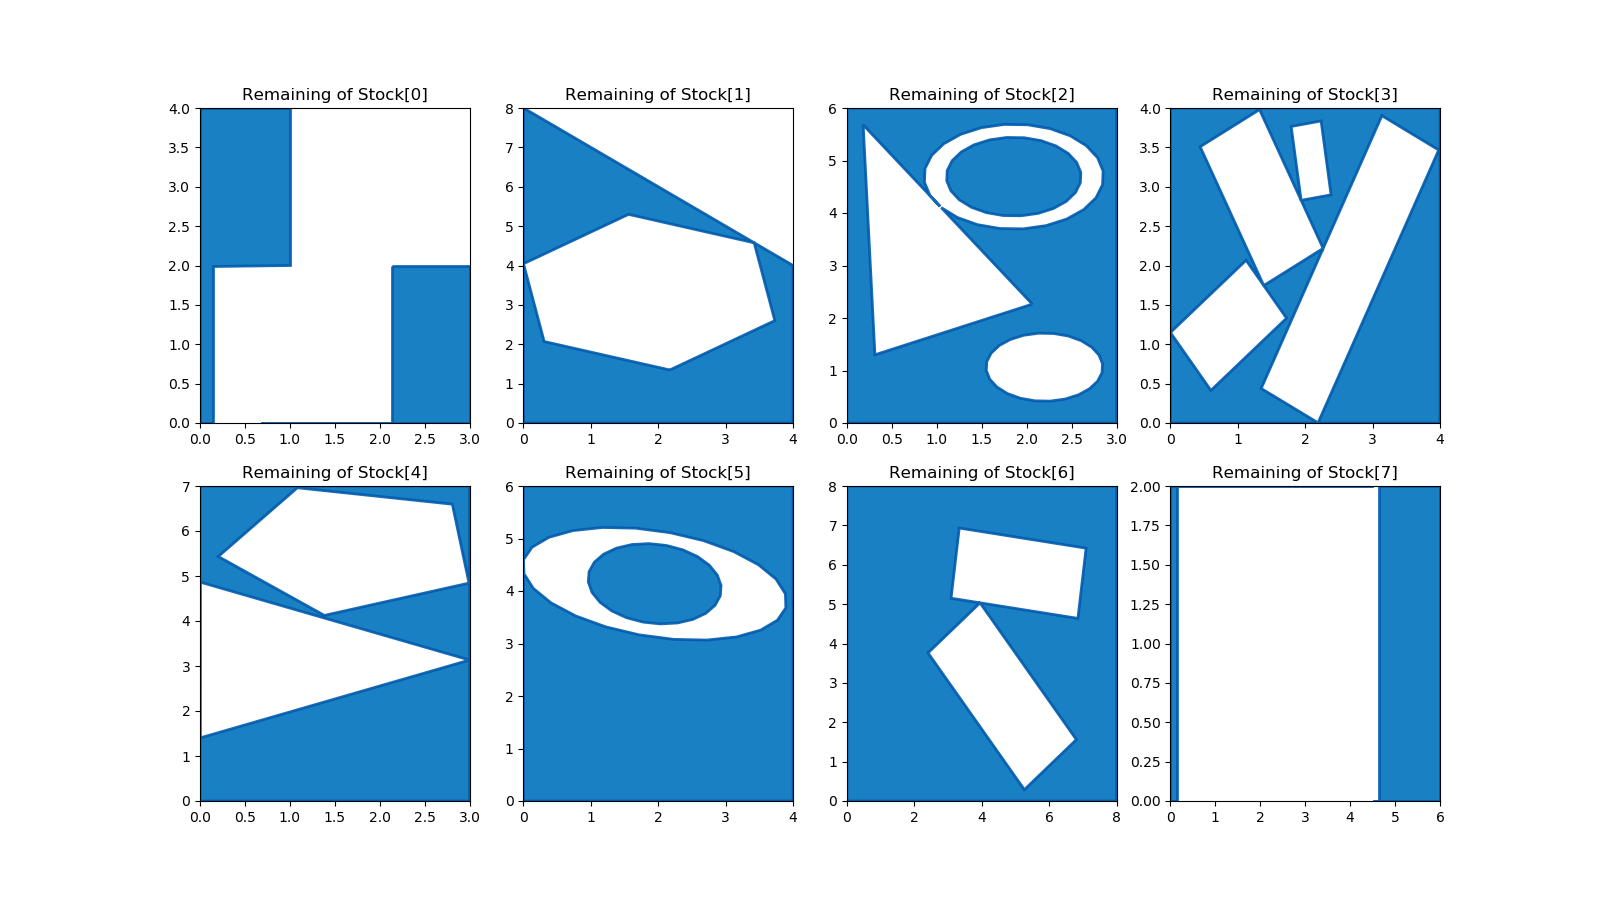 Remaining of Stock[0] Remaining of Stock[1] Remaining of Stock[2] Remaining of Stock[3]
4.0 8 6 4.0
3.5 7 5 3.5
3.0 6 4 3.0
2.5 5 3 2.5
2.0 4 2 2.0
1.5 3 1 1.5
1.0 2 0 1.0
0.5 1 0.5
0.0 0 0.0
0.0 0.5 1.0 1.5 2.0 2.5 3.0 0 1 2 3 4 0.0 0.5 1.0 1.5 2.0 2.5 3.0 0 1 2 3 4
Remaining of Stock[4] Remaining of Stock[5] Remaining of Stock[6] Remaining of Stock[7]
7 6 8 2.00
6 5 7 1.75
5 4 6 1.50
4 3 5 1.25
3 2 4 1.00
2 1 3 0.75
1 0 2 0.50
0 1 0.25
0 0.00
0.0 0.5 1.0 1.5 2.0 2.5 3.0 0 1 2 3 4 0 2 4 6 8 0 1 2 3 4 5 6